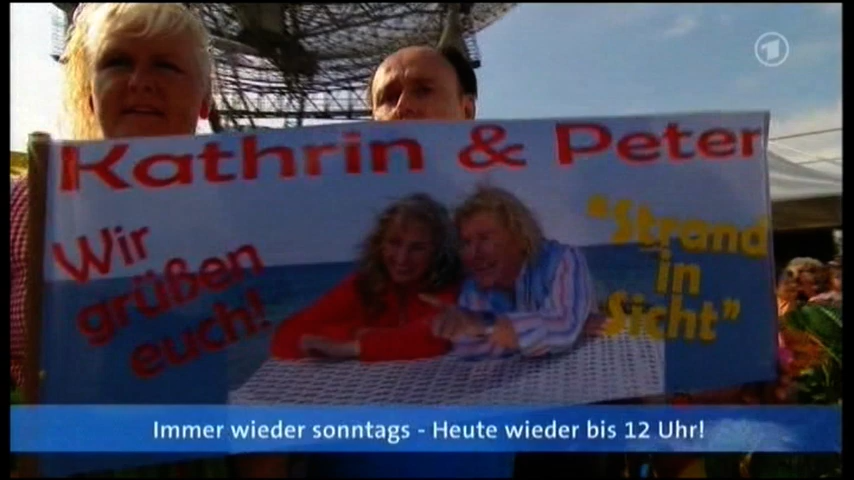 1
Kathrin & Peter
Wir
grüßen
euch!
"Strand
in
Sicht"
Immer wieder sonntags - Heute wieder bis 12 Uhr!